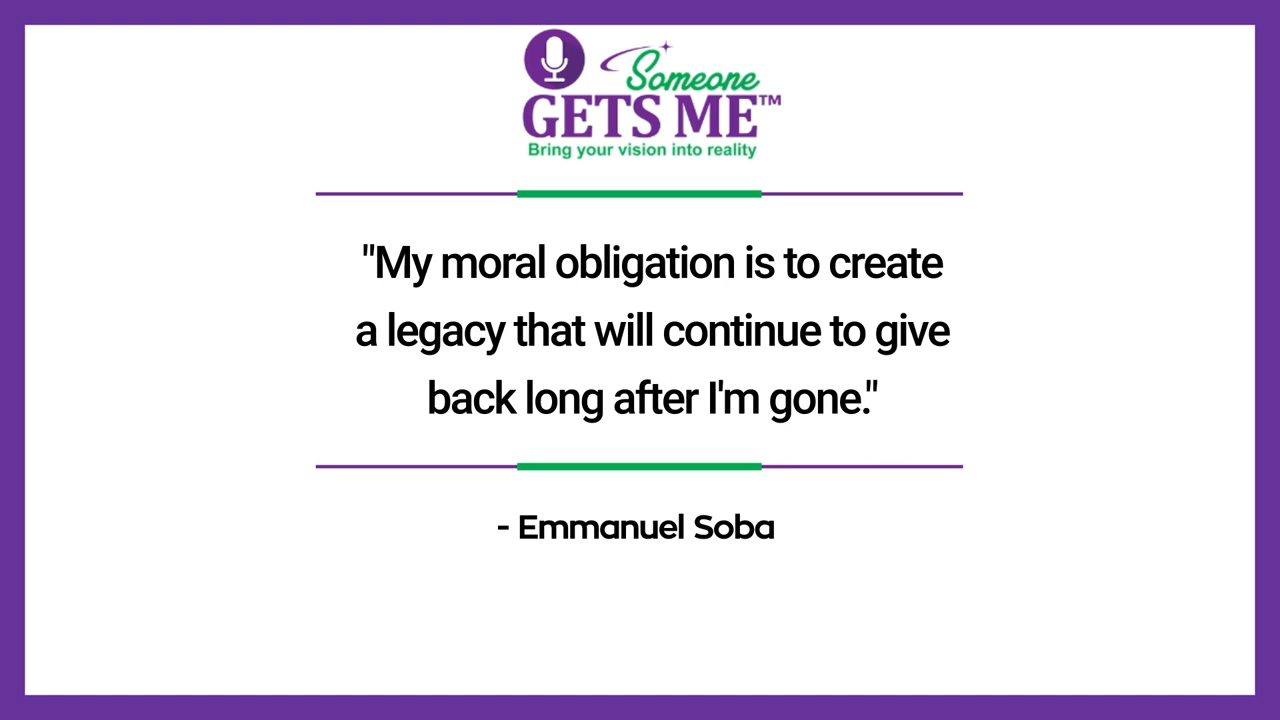 Someone
GETS ME™
Bring your vision into reality
"My moral obligation is to create
a legacy that will continue to give
back long after I'm gone."
- Emmanuel Soba